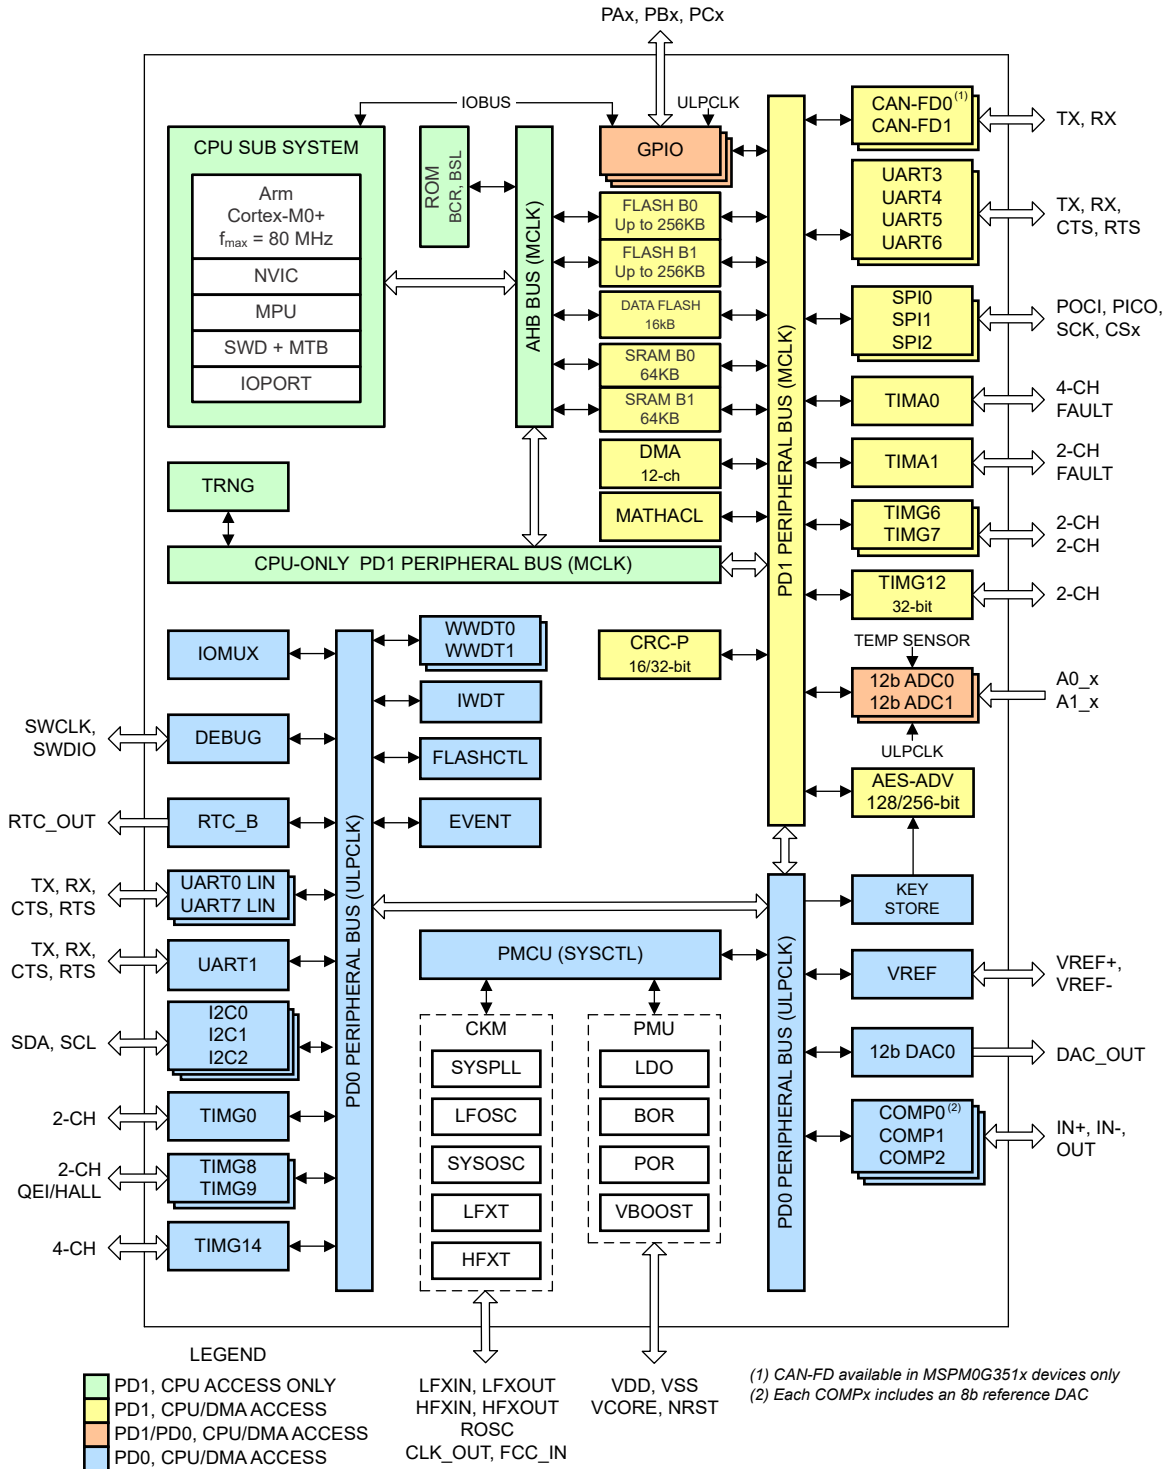 PAx, PBx, PCx
IOBUS
ULPCLK
CPU SUB SYSTEM
Arm
Cortex-M0+
fmax = 80 MHz
NVIC
MPU
SWD + MTB
IOPORT
ROM
BCR, BSL
AHB BUS (MCLK)
GPIO
FLASH B0
Up to 256KB
FLASH B1
Up to 256KB
DATA FLASH
16kB
SRAM B0
64KB
SRAM B1
64KB
DMA
12-ch
MATHACL
PD1 PERIPHERAL BUS (MCLK)
CAN-FD0(1)
CAN-FD1
TX, RX
UART3
UART4
UART5
UART6
TX, RX,
CTS, RTS
SPI0
SPI1
SPI2
POCI, PICO,
SCK, CSx
TIMA0
4-CH
FAULT
TIMA1
2-CH
FAULT
TIMG6
TIMG7
2-CH
2-CH
TIMG12
32-bit
2-CH
TRNG
CPU-ONLY PD1 PERIPHERAL BUS (MCLK)
CRC-P
16/32-bit
TEMP SENSOR
12b ADC0
12b ADC1
A0_x
A1_x
ULPCLK
AES-ADV
128/256-bit
IOMUX
SWCLK,
SWDIO
DEBUG
RTC_OUT
RTC_B
TX, RX,
CTS, RTS
UART0 LIN
UART7 LIN
TX, RX,
CTS, RTS
UART1
SDA, SCL
I2C0
I2C1
I2C2
2-CH
TIMG0
2-CH
QEI/HALL
TIMG8
TIMG9
4-CH
TIMG14
PD0 PERIPHERAL BUS (ULPCLK)
WWDT0
WWDT1
IWDT
FLASHCTL
EVENT
PMCU (SYSCTL)
CKM
SYSPLL
LFOSC
SYSOSC
LFXT
HFXT
PMU
LDO
BOR
POR
VBOOST
PD0 PERIPHERAL BUS (ULPCLK)
KEY
STORE
VREF
VREF+,
VREF-
12b DAC0
DAC_OUT
COMP0(2)
COMP1
COMP2
IN+, IN-,
OUT
LEGEND
PD1, CPU ACCESS ONLY
PD1, CPU/DMA ACCESS
PD1/PD0, CPU/DMA ACCESS
PD0, CPU/DMA ACCESS
LFXIN, LFXOUT
HFXIN, HFXOUT
ROSC
CLK_OUT, FCC_IN
VDD, VSS
VCORE, NRST
(1) CAN-FD available in MSPM0G351x devices only
(2) Each COMPx includes an 8b reference DAC